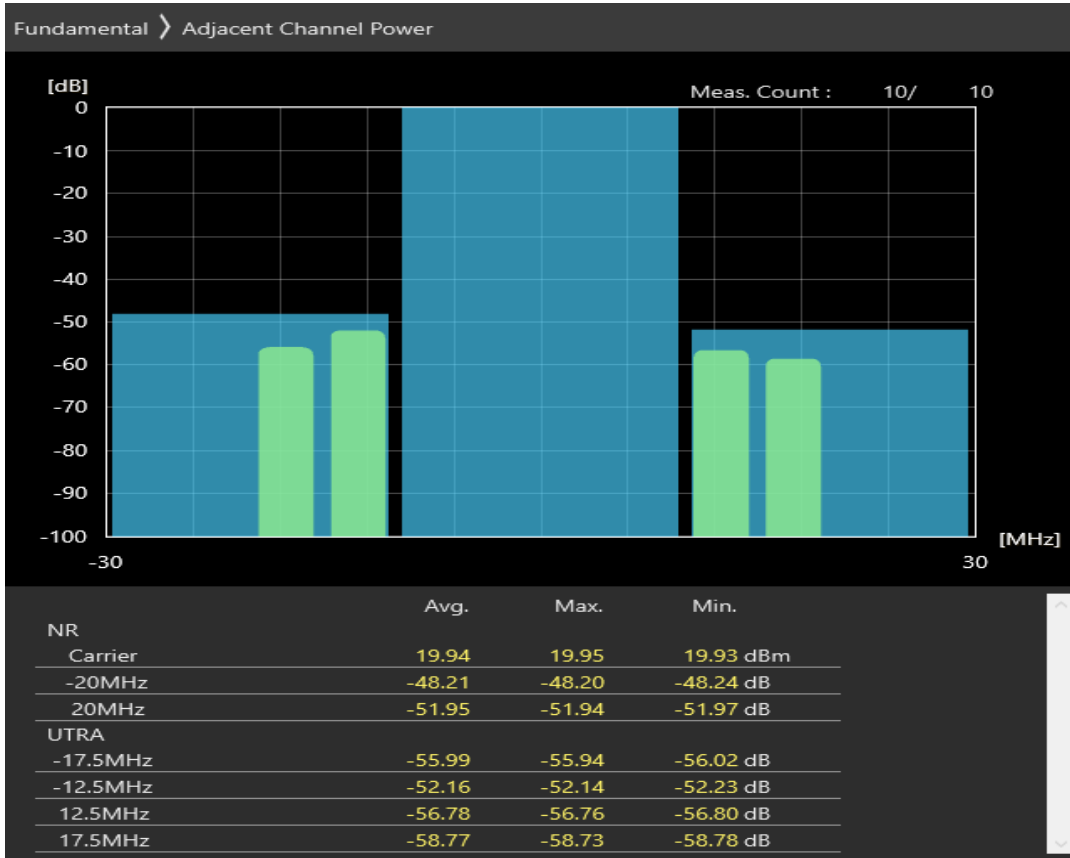 Fundamental ❭ Adjacent Channel Power
[dB]
Meas. Count : 10/ 10
0
-10
-20
-30
-40
-50
-60
-70
-80
-90
-100
[MHz]
-30 30
Avg. Max. Min.
NR
Carrier 19.94 19.95 19.93 dBm
-20MHz -48.21 -48.20 -48.24 dB
20MHz -51.95 -51.94 -51.97 dB
UTRA
-17.5MHz -55.99 -55.94 -56.02 dB
-12.5MHz -52.16 -52.14 -52.23 dB
12.5MHz -56.78 -56.76 -56.80 dB
17.5MHz -58.77 -58.73 -58.78 dB